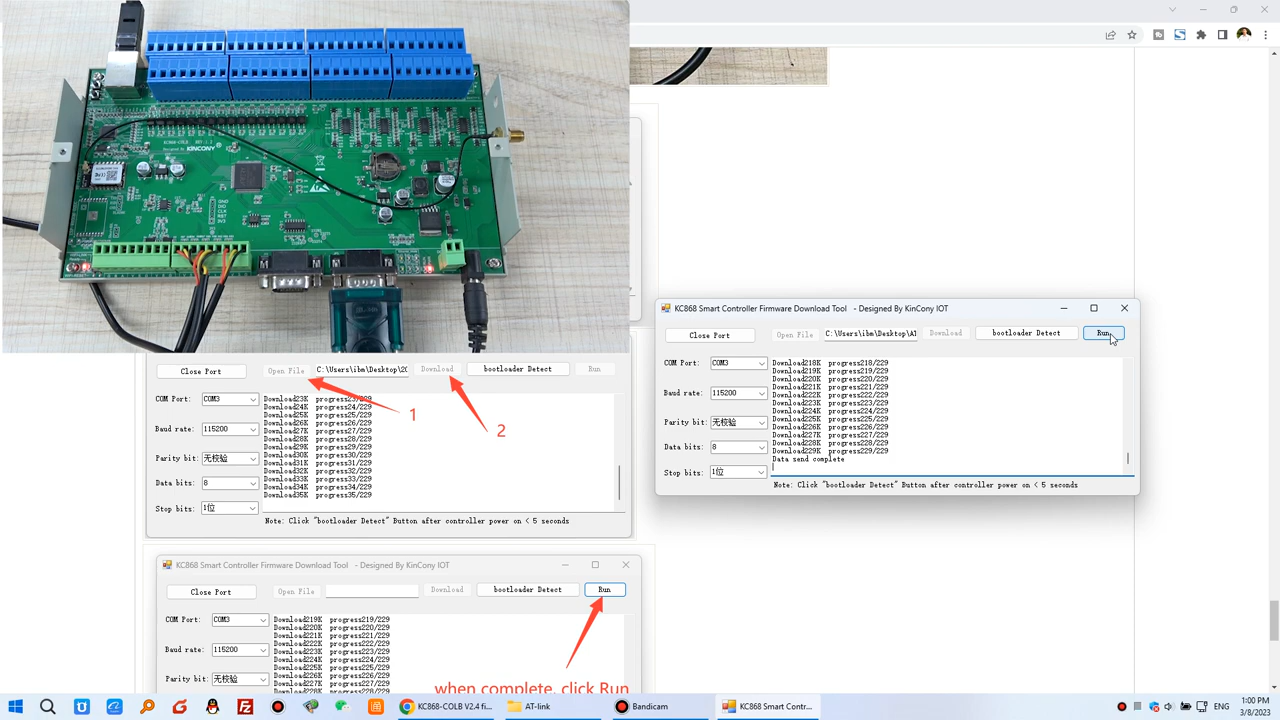 KC868-COLB
KINCONY
Close Port
Open File
C:\Users\ibm\Desktop\20
Download
bootloader Detect
Run
COM Port: COM3
Baud rate: 115200
Parity bit: 无校验
Data bits: 8
Stop bits: 1位
Download23K progress23/229
Download24K progress24/229
Download25K progress25/229
Download26K progress26/229
Download27K progress27/229
Download28K progress28/229
Download29K progress29/229
Download30K progress30/229
Download31K progress31/229
Download32K progress32/229
Download33K progress33/229
Download34K progress34/229
Download35K progress35/229
Note: Click "bootloader Detect" Button after controller power on < 5 seconds
1
2
KC868 Smart Controller Firmware Download Tool - Designed By KinCony IOT
Close Port
Open File
C:\Users\ibm\Desktop\AT
Download
bootloader Detect
Run
COM Port: COM3
Baud rate: 115200
Parity bit: 无校验
Data bits: 8
Stop bits: 1位
Download218K progress218/229
Download219K progress219/229
Download220K progress220/229
Download221K progress221/229
Download222K progress222/229
Download223K progress223/229
Download224K progress224/229
Download225K progress225/229
Download226K progress226/229
Download227K progress227/229
Download228K progress228/229
Download229K progress229/229
Data send complete
Note: Click "bootloader Detect" Button after controller power on < 5 seconds
KC868 Smart Controller Firmware Download Tool - Designed By KinCony IOT
Close Port
Open File
Download
bootloader Detect
Run
COM Port: COM3
Baud rate: 115200
Parity bit: 无校验
Download219K progress219/229
Download220K progress220/229
Download221K progress221/229
Download222K progress222/229
Download223K progress223/229
Download224K progress224/229
Download225K progress225/229
Download226K progress226/229
Download227K progress227/229
Download228K progress228/229
when complete, click Run
KC868-COLB V2.4 fi...
AT-link
Bandicam
KC868 Smart Contr...
ENG
1:00 PM
3/8/2023